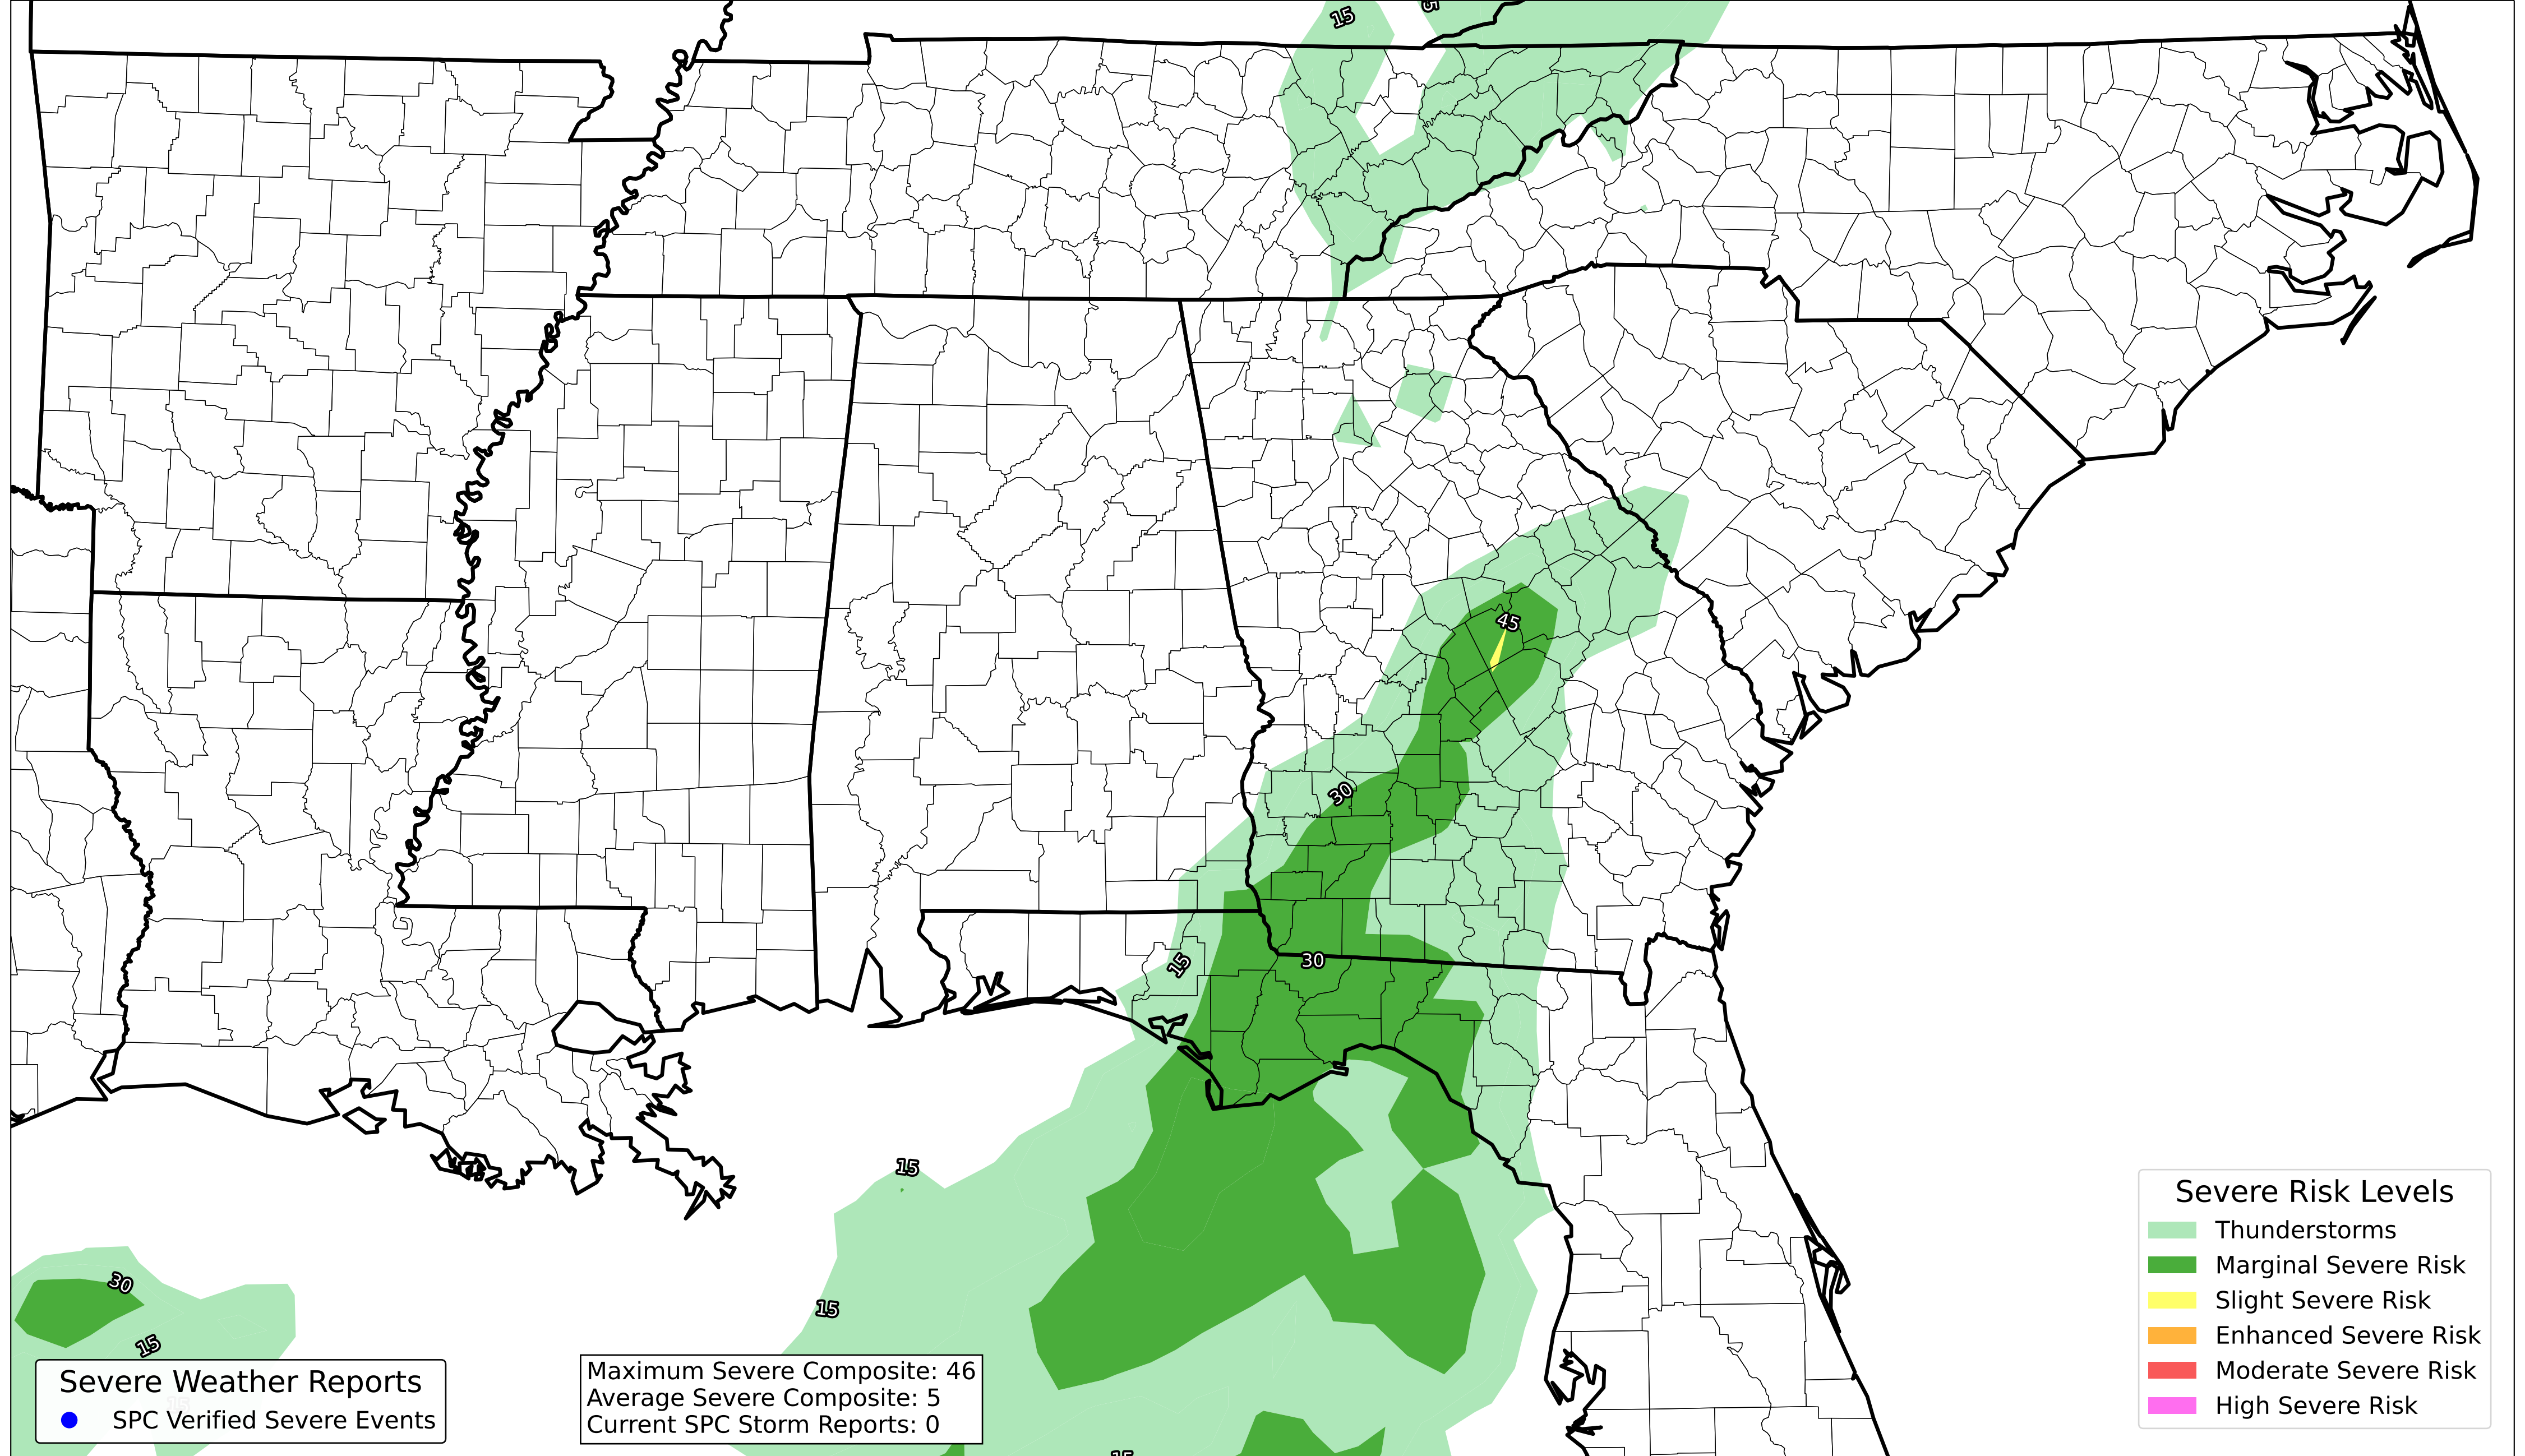 15
5
45
30
15
30
15
15
30
15
15
Severe Risk Levels
Thunderstorms
Marginal Severe Risk
Slight Severe Risk
Enhanced Severe Risk
Moderate Severe Risk
High Severe Risk
Severe Weather Reports
SPC Verified Severe Events
Maximum Severe Composite: 46
Average Severe Composite: 5
Current SPC Storm Reports: 0